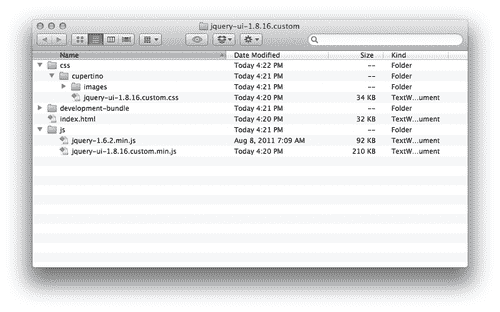 jquery-ui-1.8.16.custom
Name Date Modified Size Kind
css Today 4:22 PM -- Folder
cupertino Today 4:21 PM -- Folder
images Today 4:21 PM -- Folder
jquery-ui-1.8.16.custom.css Today 4:20 PM 34 KB TextW...ument
development-bundle Today 4:21 PM -- Folder
index.html Today 4:20 PM 32 KB TextW...ument
js Today 4:21 PM -- Folder
jquery-1.6.2.min.js Aug 8, 2011 7:09 AM 92 KB TextW...ument
jquery-ui-1.8.16.custom.min.js Today 4:20 PM 210 KB TextW...ument